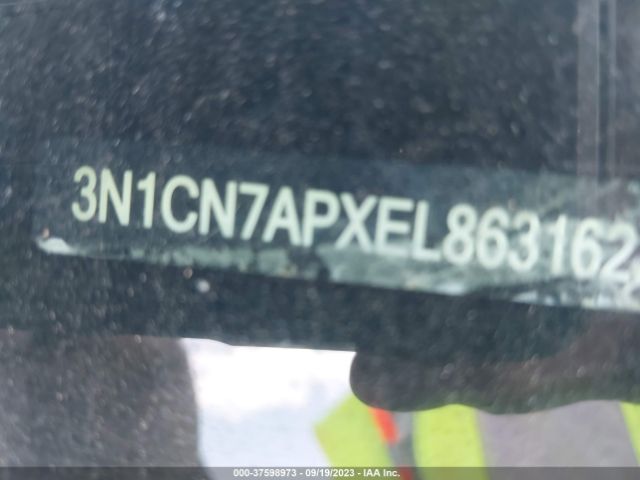 3N1CN7APXEL863162
000-37598973 - 09/19/2023 - IAA Inc.